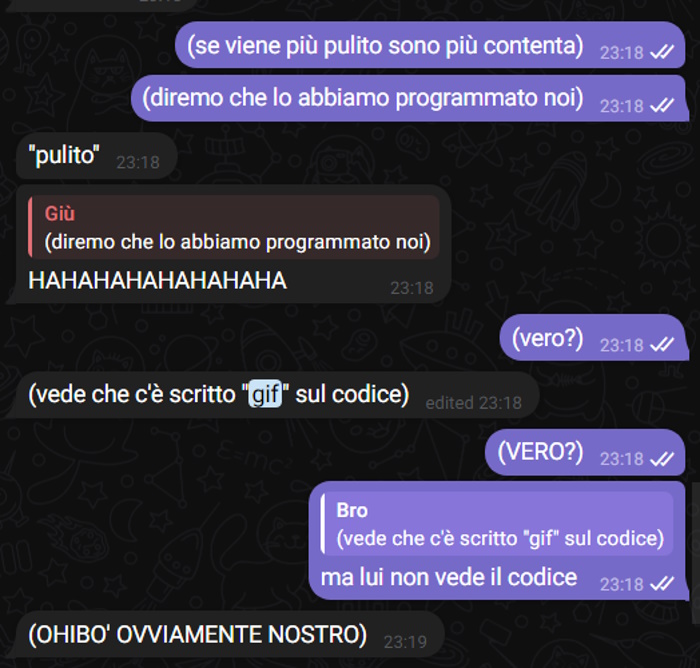 (se viene più pulito sono più contenta) 23:18
(diremo che lo abbiamo programmato noi) 23:18
"pulito" 23:18
Giù
(diremo che lo abbiamo programmato noi)
HAHAHAHAHAHAHAHA 23:18
(vero?) 23:18
(vede che c'è scritto "gif" sul codice) edited 23:18
(VERO?) 23:18
Bro
(vede che c'è scritto "gif" sul codice)
ma lui non vede il codice 23:18
(OHIBO' OVVIAMENTE NOSTRO) 23:19